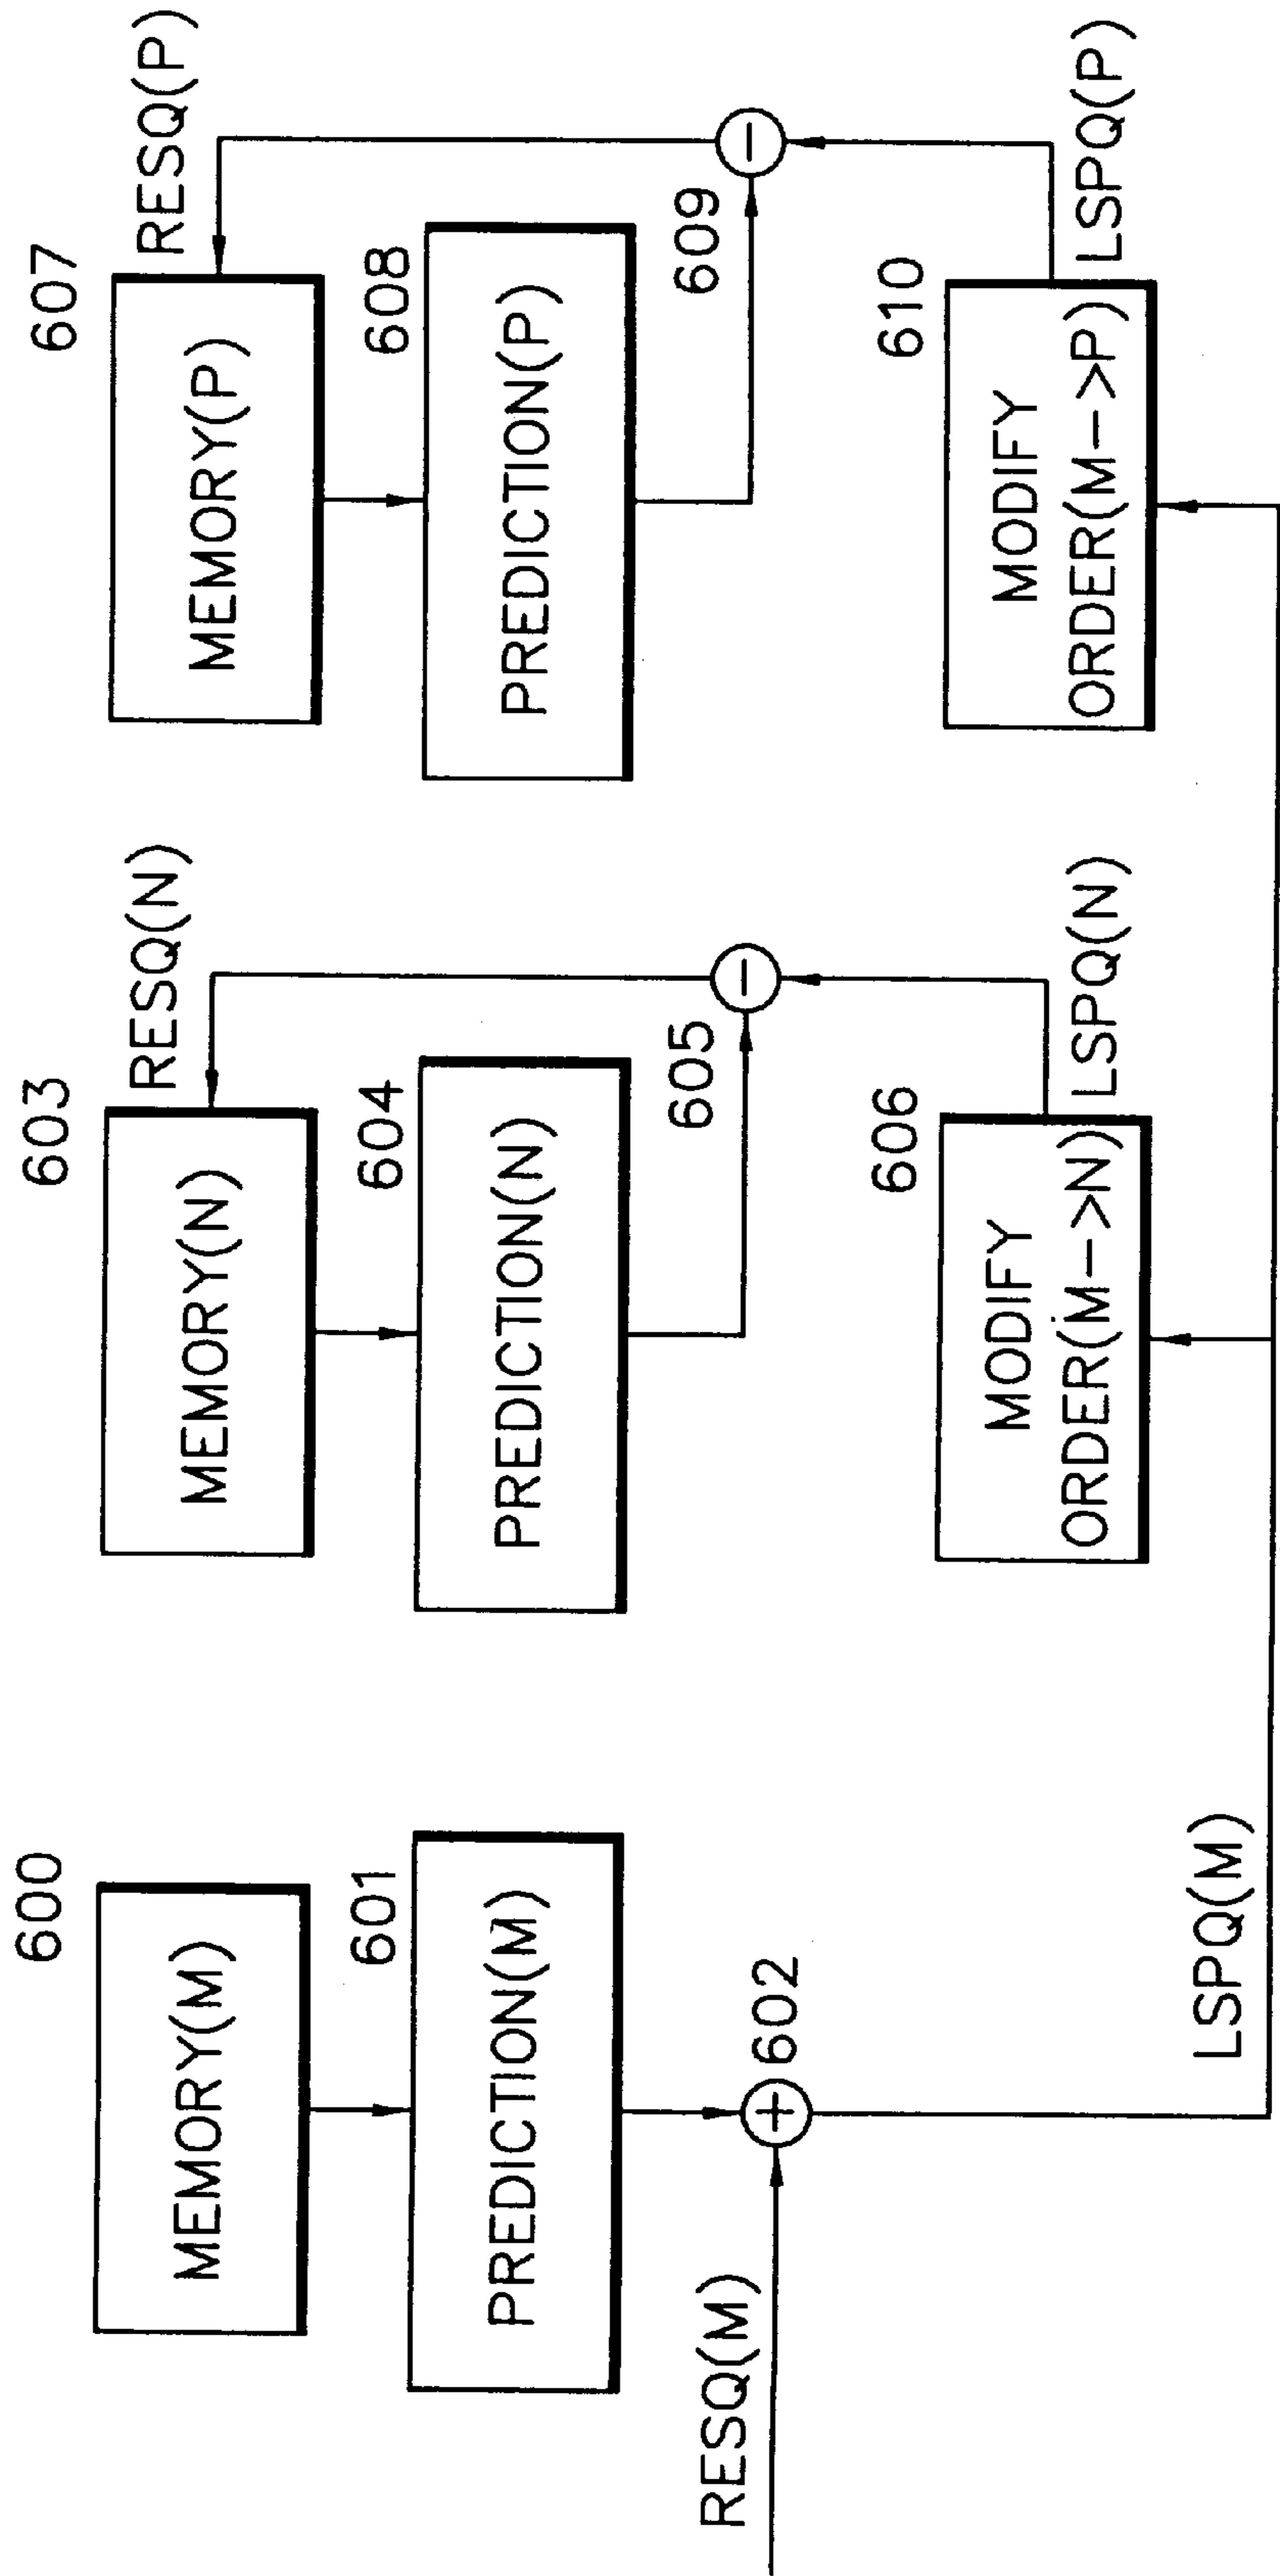 600
MEMORY(M)
601
PREDICTION(M)
RESQ(M)
+
602
LSPQ(M)
603
MEMORY(N)
RESQ(N)
604
PREDICTION(N)
605
−
606
MODIFY
ORDER(M->N)
LSPQ(N)
607
MEMORY(P)
RESQ(P)
608
PREDICTION(P)
609
−
610
MODIFY
ORDER(M->P)
LSPQ(P)